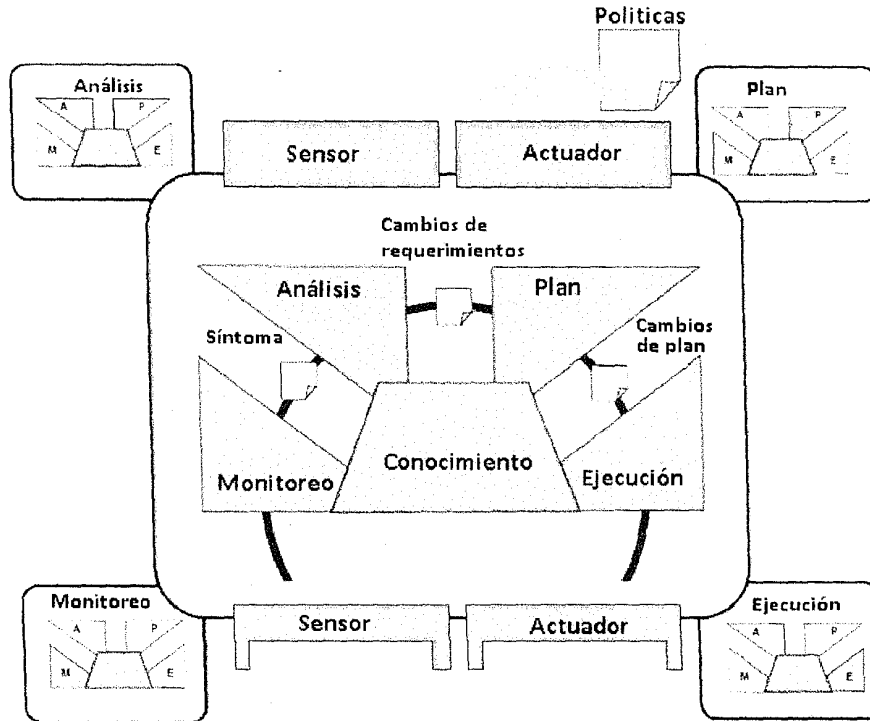 Politicas
Análisis
A P
M E
Plan
A P
M E
Sensor
Actuador
Cambios de
requerimientos
Análisis
Plan
Síntoma
Cambios
de plan
Monitoreo
Conocimiento
Ejecución
Monitoreo
A P
M E
Sensor
Actuador
Ejecución
A P
M E